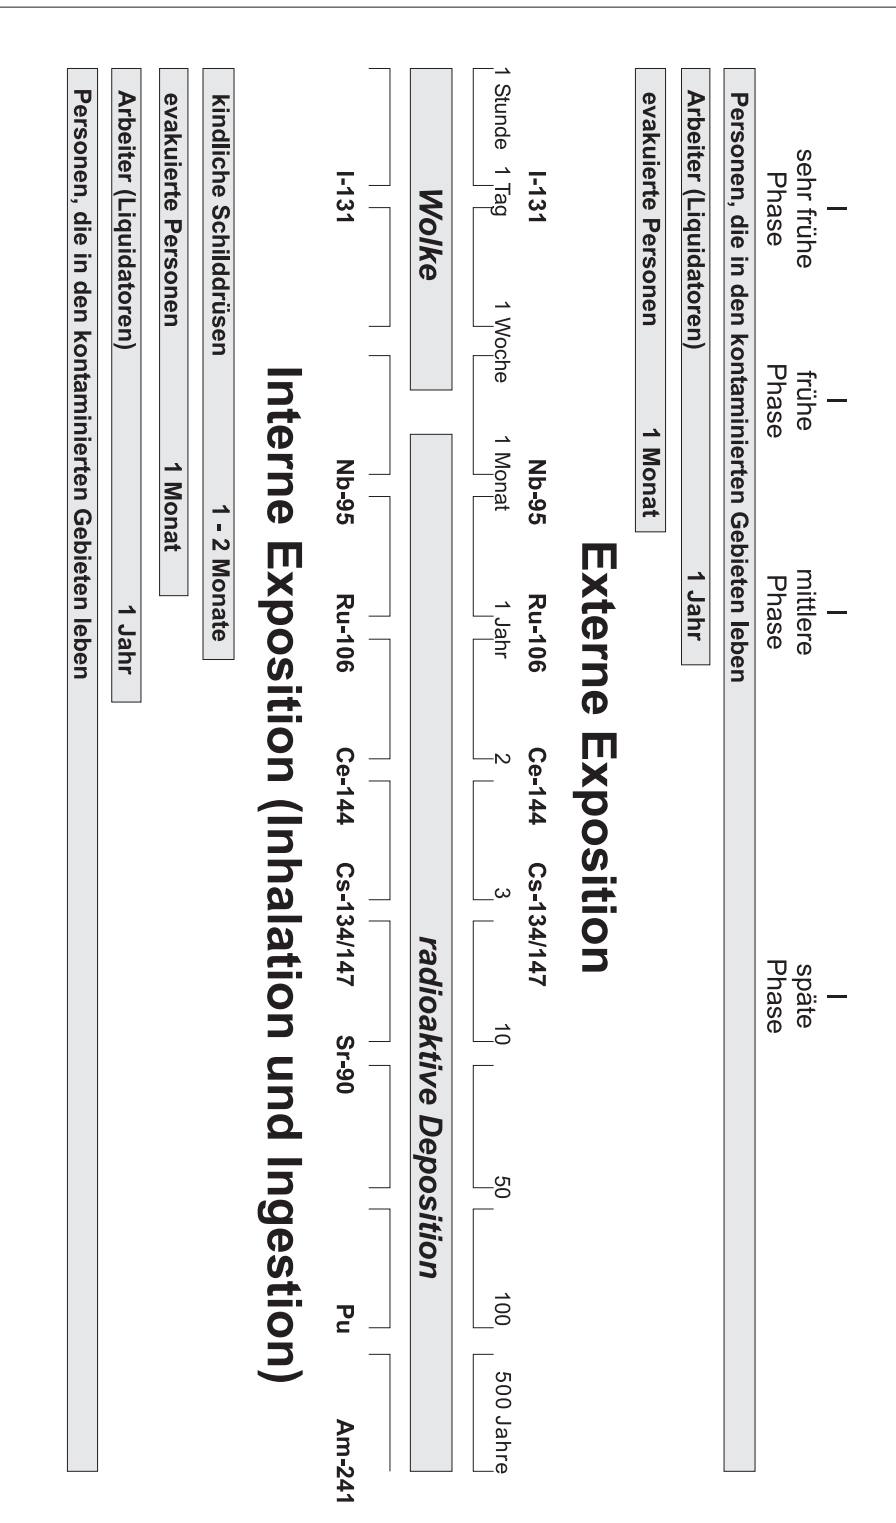 sehr frühe
Phase
frühe
Phase
mittlere
Phase
späte
Phase
Personen, die in den kontaminierten Gebieten leben
Arbeiter (Liquidatoren) 1 Jahr
evakuierte Personen 1 Monat
Externe Exposition
I-131 Nb-95 Ru-106 Ce-144 Cs-134/147
1 Stunde 1 Tag 1 Woche 1 Monat 1 Jahr 2 3 10 50 100 500 Jahre
Wolke radioaktive Deposition
I-131 Nb-95 Ru-106 Ce-144 Cs-134/147 Sr-90 Pu Am-241
Interne Exposition (Inhalation und Ingestion)
kindliche Schilddrüsen 1 - 2 Monate
evakuierte Personen 1 Monat
Arbeiter (Liquidatoren) 1 Jahr
Personen, die in den kontaminierten Gebieten leben